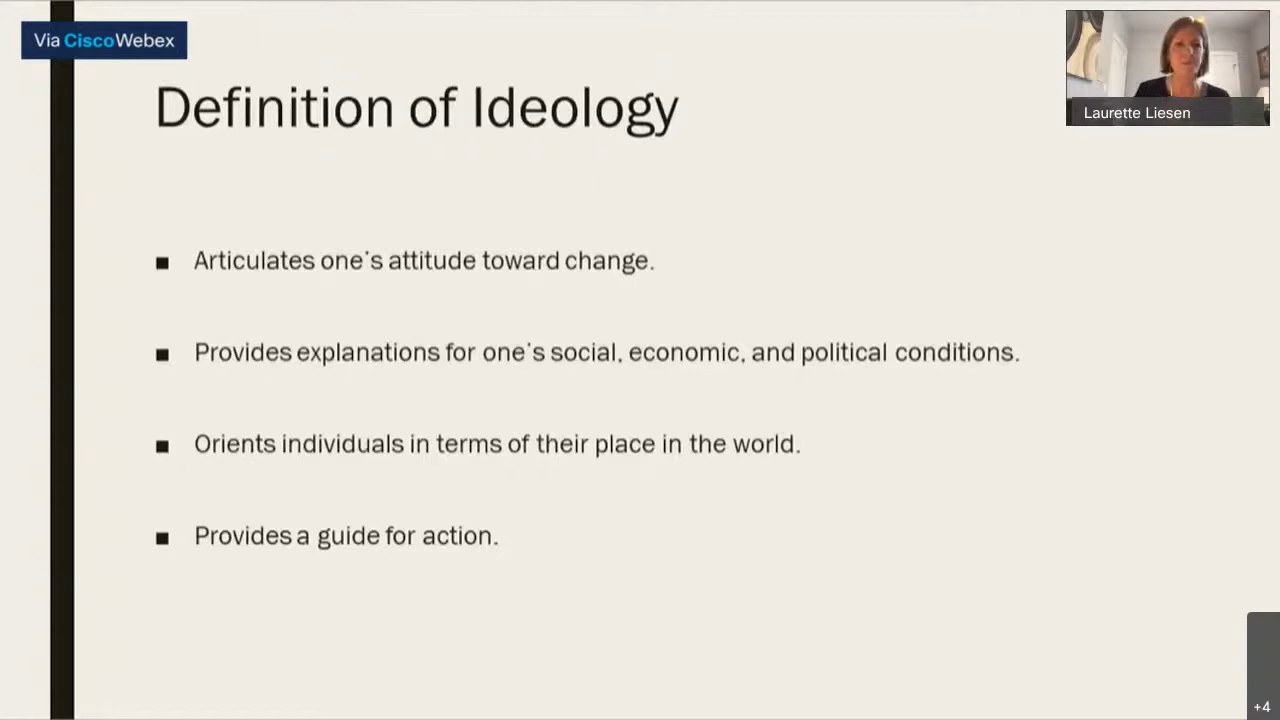 Via CiscoWebex
Laurette Liesen
Definition of Ideology
■ Articulates one's attitude toward change.
■ Provides explanations for one's social, economic, and political conditions.
■ Orients individuals in terms of their place in the world.
■ Provides a guide for action.
+4